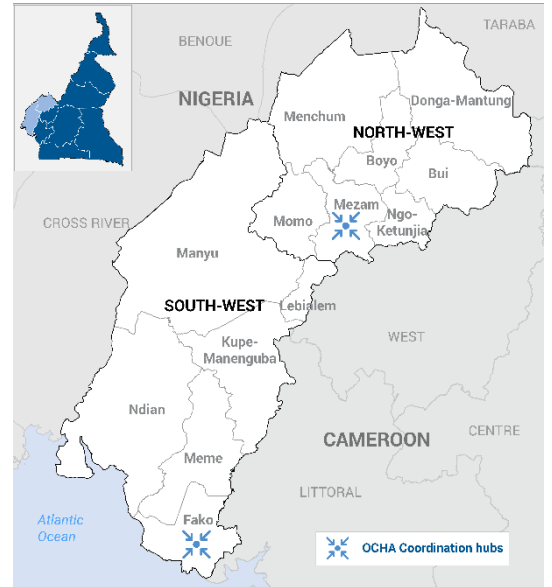 TARABA
BENOUE
NIGERIA
Donga-Mantung
Menchum
NORTH-WEST
Boyo
Bui
Mezam
CROSS RIVER
Momo
Ngo-
Ketunjia
Manyu
SOUTH-WEST
Lebialem
WEST
Kupe-
Manenguba
Ndian
CAMEROON
CENTRE
Meme
LITTORAL
Atlantic
Ocean
Fako
OCHA Coordination hubs